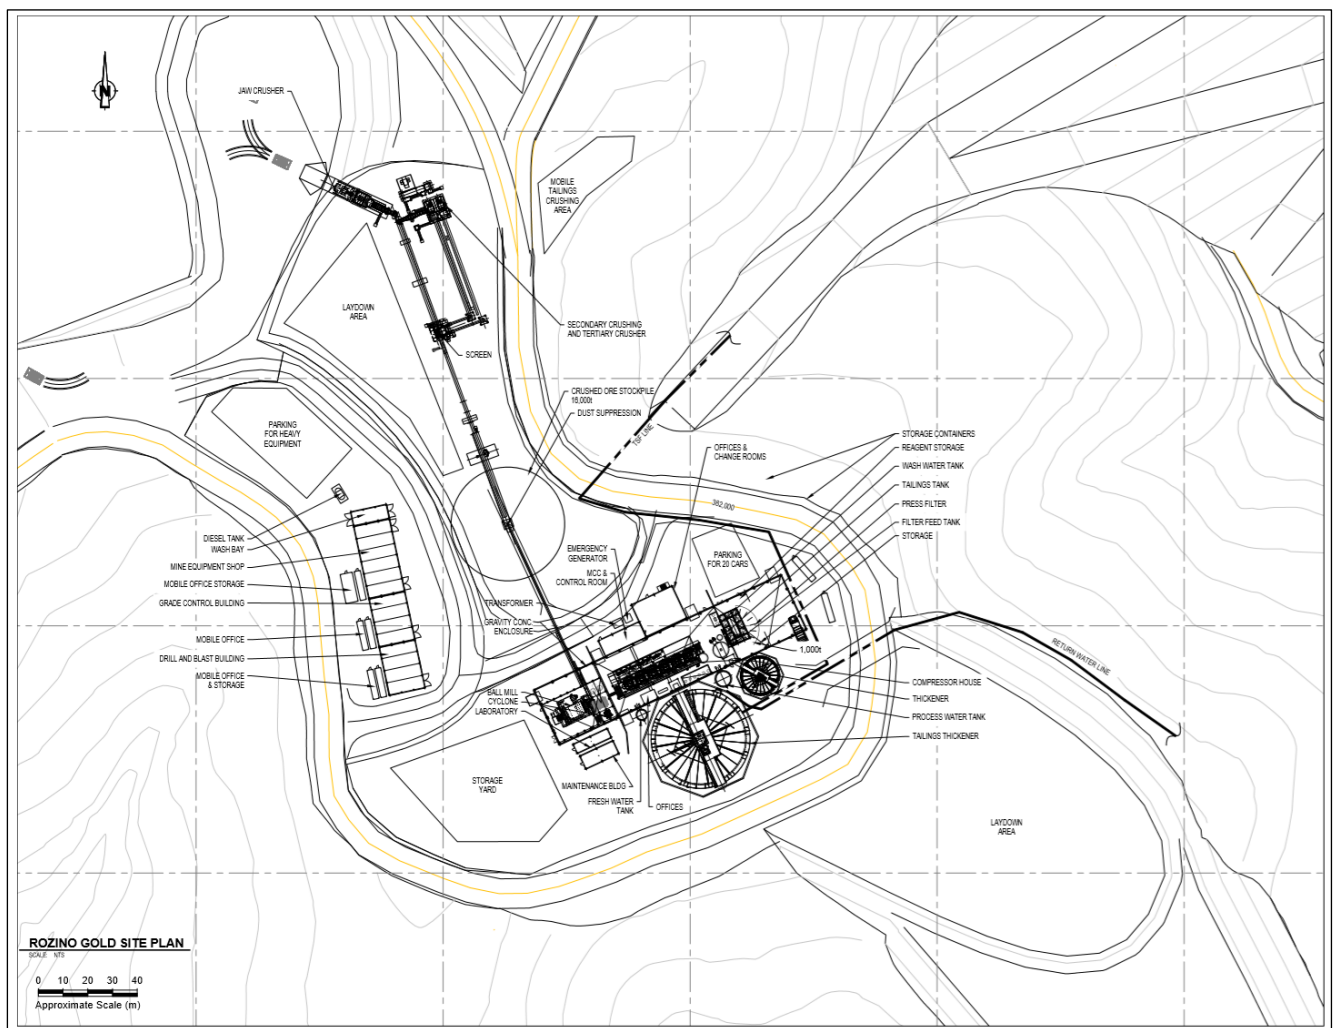 N
JAW CRUSHER
MOBILE
TAILINGS
CRUSHING
AREA
LAYDOWN
AREA
SECONDARY CRUSHING
AND TERTIARY CRUSHER
SCREEN
CRUSHED ORE STOCKPILE
DUST SUPPRESSION
PARKING
FOR HEAVY
EQUIPMENT
TSF LINE
OFFICES &
CHANGE ROOMS
STORAGE CONTAINERS
REAGENT STORAGE
WASH WATER TANK
TAILINGS TANK
PRESS FILTER
FILTER FEED TANK
STORAGE
382.000
DIESEL TANK
WASH BAY
MINE EQUIPMENT SHOP
MOBILE OFFICE STORAGE
GRADE CONTROL BUILDING
MOBILE OFFICE
DRILL AND BLAST BUILDING
MOBILE OFFICE
& STORAGE
EMERGENCY
GENERATOR
MCC &
CONTROL ROOM
TRANSFORMER
GRAVITY CONC.
ENCLOSURE
PARKING
FOR 20 CARS
1,000t
RETURN WATER LINE
BALL MILL
CYCLONE
LABORATORY
COMPRESSOR HOUSE
THICKENER
PROCESS WATER TANK
TAILINGS THICKENER
STORAGE
YARD
MAINTENANCE BLDG
FRESH WATER
TANK
OFFICES
LAYDOWN
AREA
ROZINO GOLD SITE PLAN
SCALE: NTS
0 10 20 30 40
Approximate Scale (m)